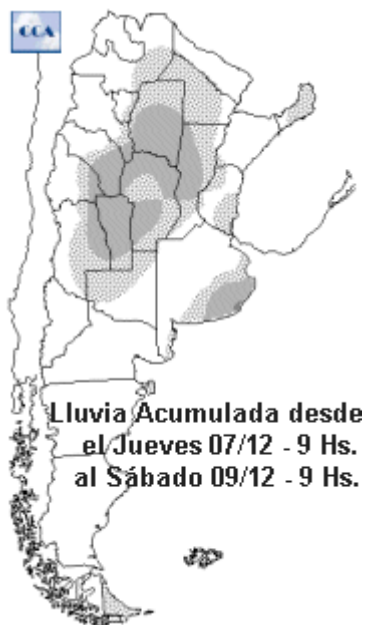 CCA
Lluvia Acumulada desde
el Jueves 07/12 - 9 Hs.
al Sábado 09/12 - 9 Hs.